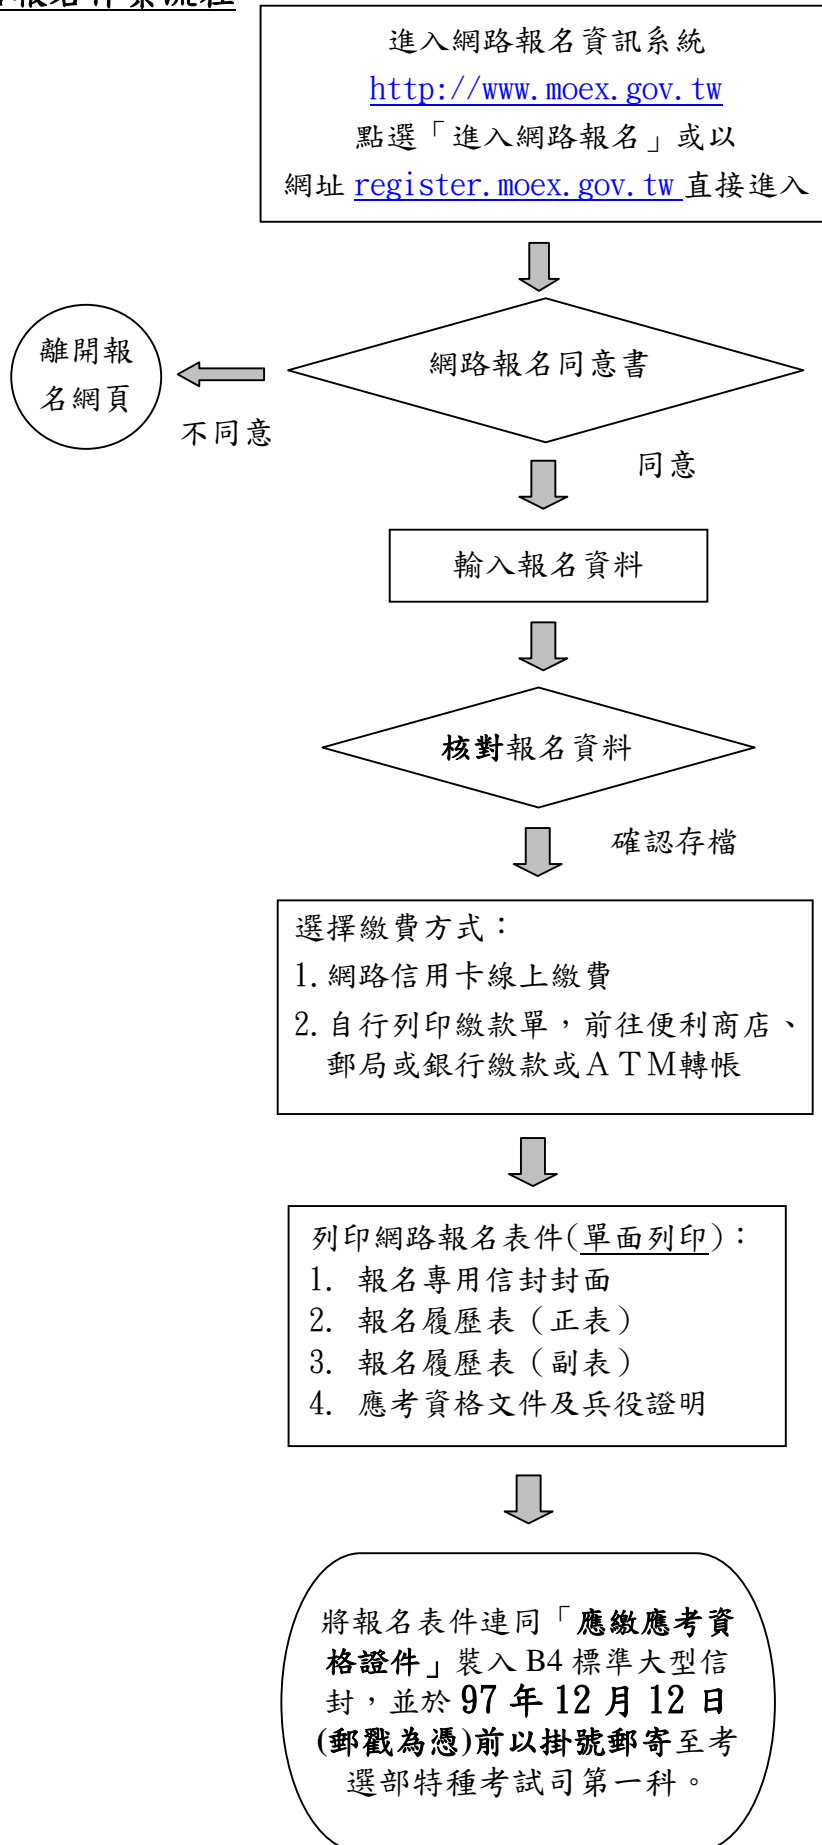 報名作業流程
進入網路報名資訊系統
http://www.moex.gov.tw
點選「進入網路報名」或以
網址 register.moex.gov.tw 直接進入
網路報名同意書
離開報
名網頁
不同意
同意
輸入報名資料
核對報名資料
確認存檔
選擇繳費方式：
1.網路信用卡線上繳費
2.自行列印繳款單，前往便利商店、
郵局或銀行繳款或ＡＴＭ轉帳
列印網路報名表件(單面列印)：
1. 報名專用信封封面
2. 報名履歷表（正表）
3. 報名履歷表（副表）
4. 應考資格文件及兵役證明
將報名表件連同「應繳應考資
格證件」裝入 B4 標準大型信
封，並於 97 年 12 月 12 日
(郵戳為憑)前以掛號郵寄至考
選部特種考試司第一科。